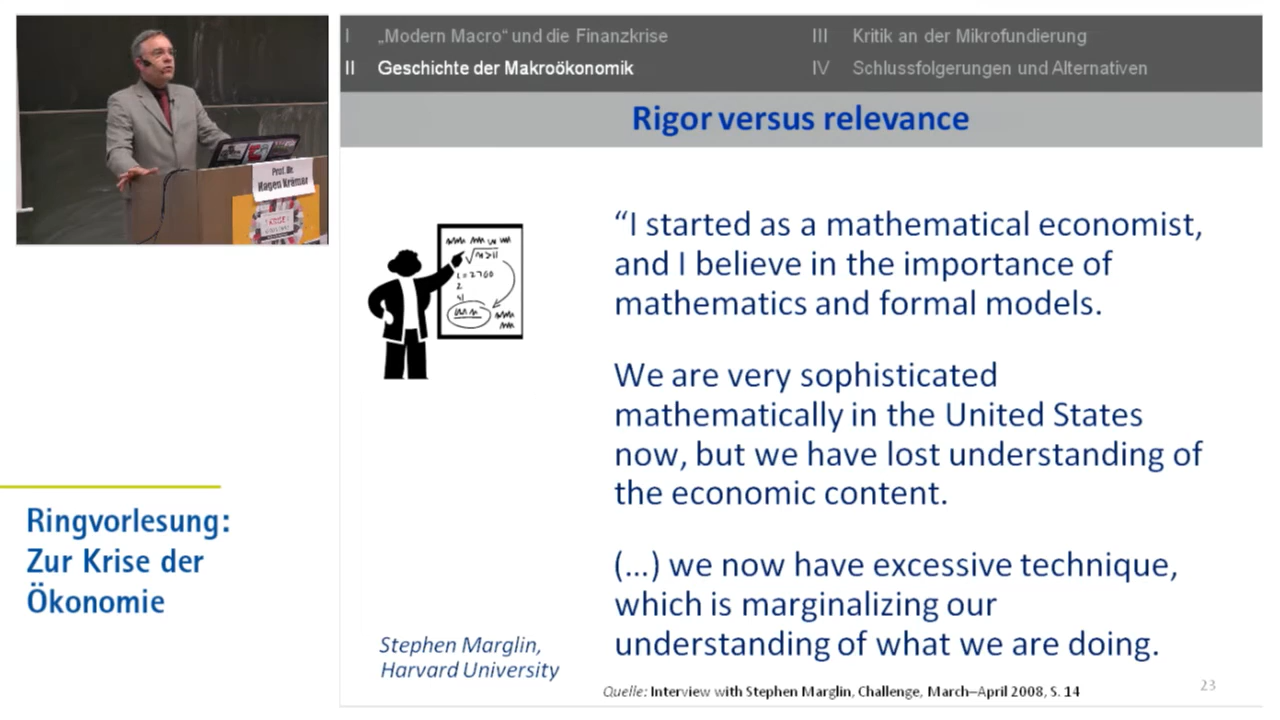 Prof. Dr.
Hagen Krämer
I „Modern Macro“ und die Finanzkrise
II Geschichte der Makroökonomik
III Kritik an der Mikrofundierung
IV Schlussfolgerungen und Alternativen
Rigor versus relevance
“I started as a mathematical economist,
and I believe in the importance of
mathematics and formal models.
We are very sophisticated
mathematically in the United States
now, but we have lost understanding of
the economic content.
(...) we now have excessive technique,
which is marginalizing our
understanding of what we are doing.
Stephen Marglin,
Harvard University
Quelle: Interview with Stephen Marglin, Challenge, March–April 2008, S. 14
23
Ringvorlesung:
Zur Krise der
Ökonomie